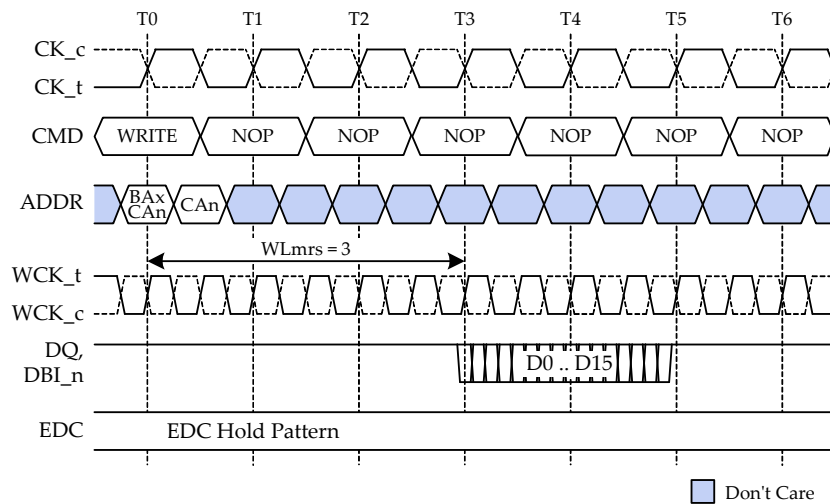 T0 T1 T2 T3 T4 T5 T6
CK_c
CK_t
CMD WRITE NOP NOP NOP NOP NOP NOP
ADDR BAx CAn CAn
WLmrs = 3
WCK_t
WCK_c
DQ,
DBI_n D0 .. D15
EDC EDC Hold Pattern
Don't Care